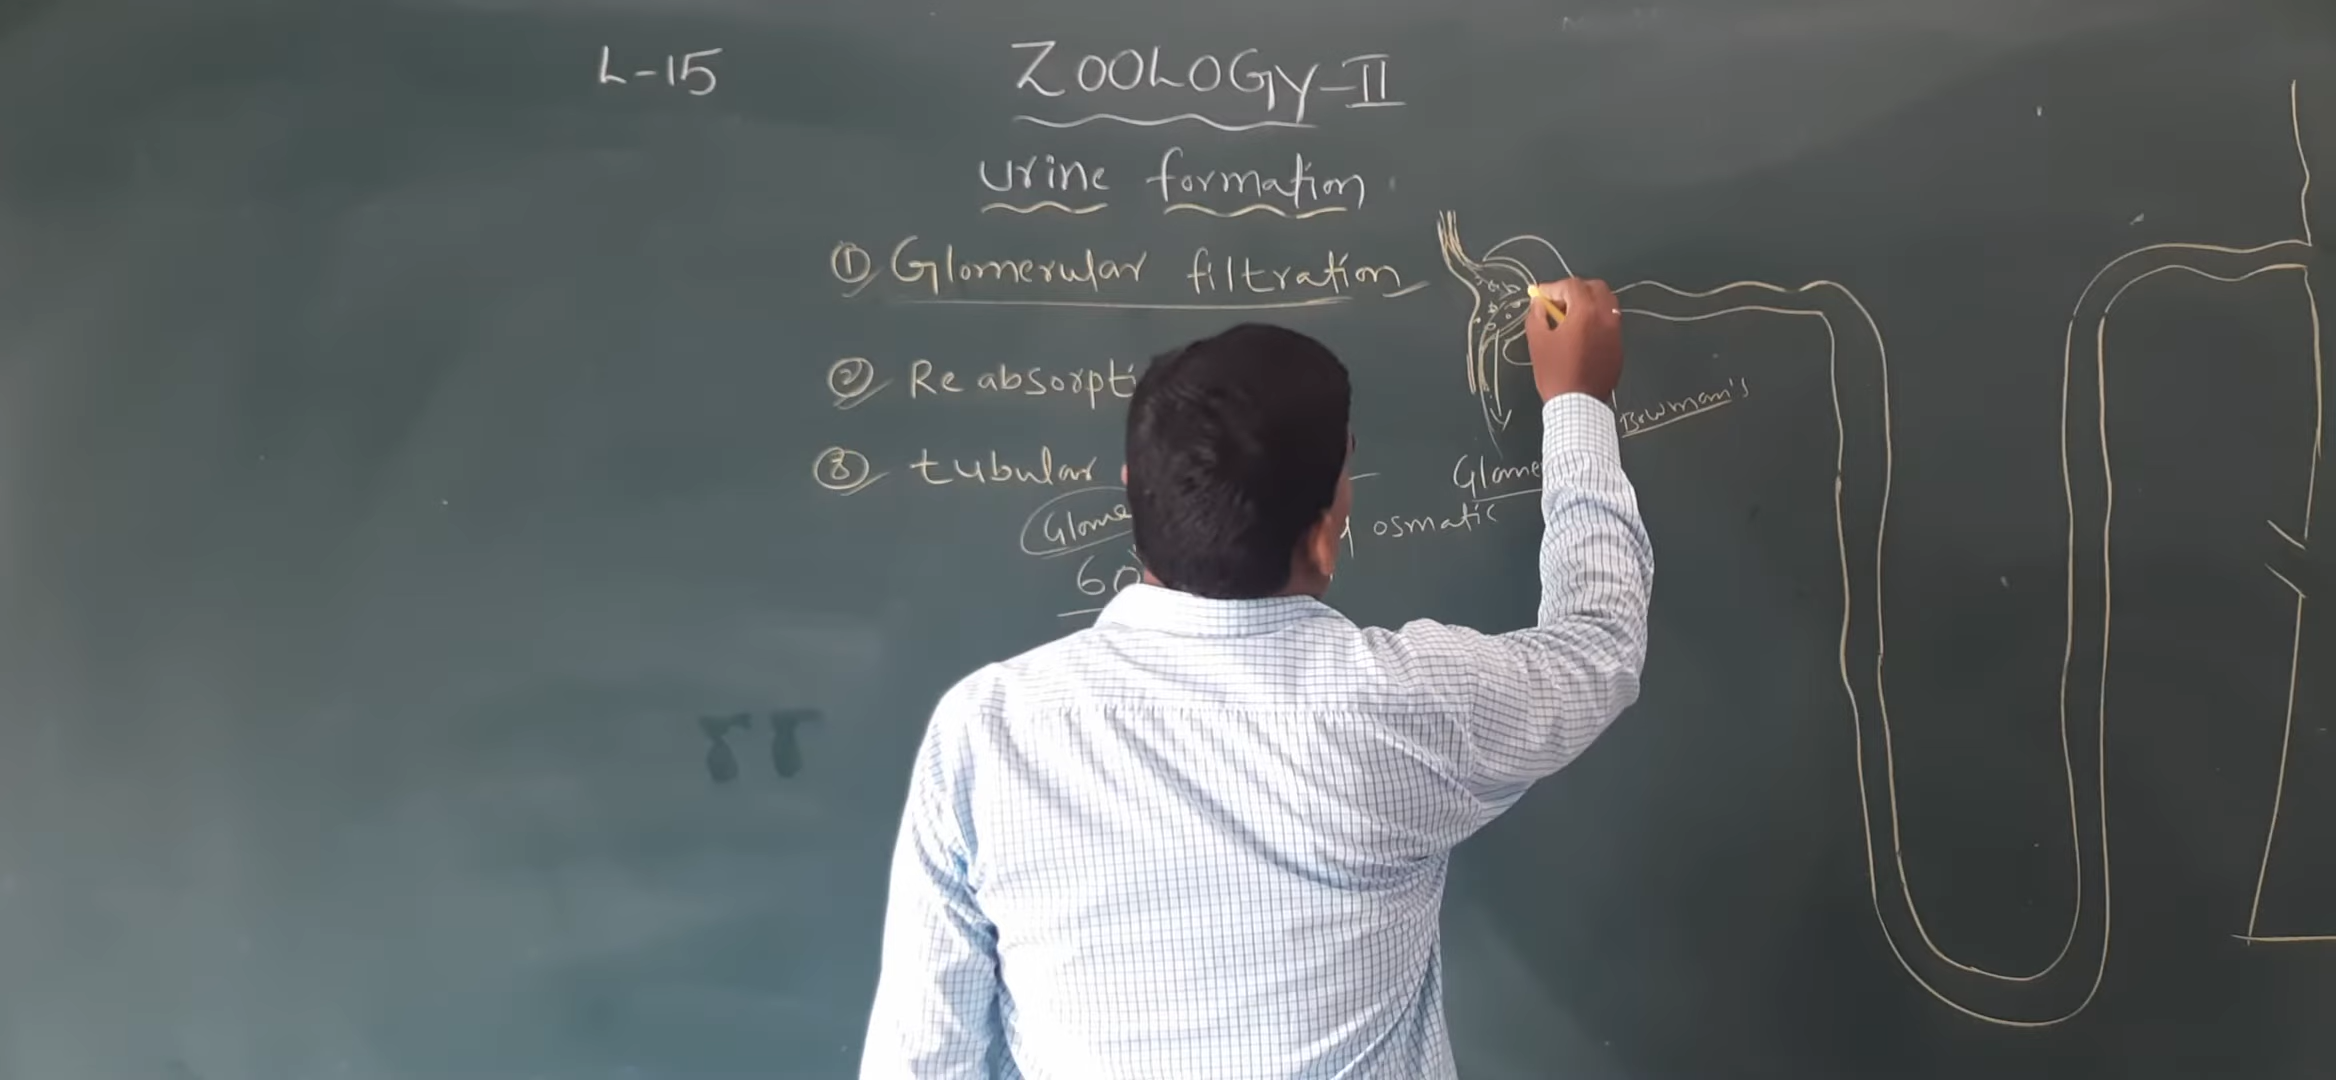 L-15
ZOOLOGY-II
urine formation
① Glomerular filtration
② Reabsorpti
③ tubular
Glome
osmatic
60
Glome
Bowman's